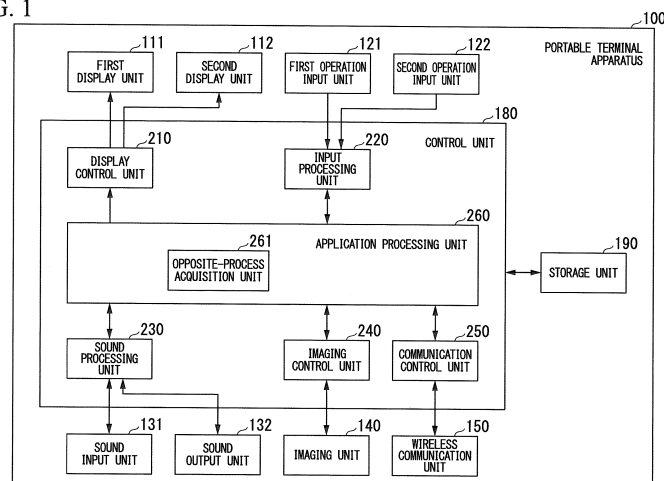 G. 1
100
PORTABLE TERMINAL
APPARATUS
111
FIRST
DISPLAY UNIT
112
SECOND
DISPLAY UNIT
121
FIRST OPERATION
INPUT UNIT
122
SECOND OPERATION
INPUT UNIT
180
CONTROL UNIT
210
DISPLAY
CONTROL UNIT
220
INPUT
PROCESSING
UNIT
260
APPLICATION PROCESSING UNIT
261
OPPOSITE-PROCESS
ACQUISITION UNIT
190
STORAGE UNIT
230
SOUND
PROCESSING
UNIT
240
IMAGING
CONTROL UNIT
250
COMMUNICATION
CONTROL UNIT
131
SOUND
INPUT UNIT
132
SOUND
OUTPUT UNIT
140
IMAGING UNIT
150
WIRELESS
COMMUNICATION
UNIT